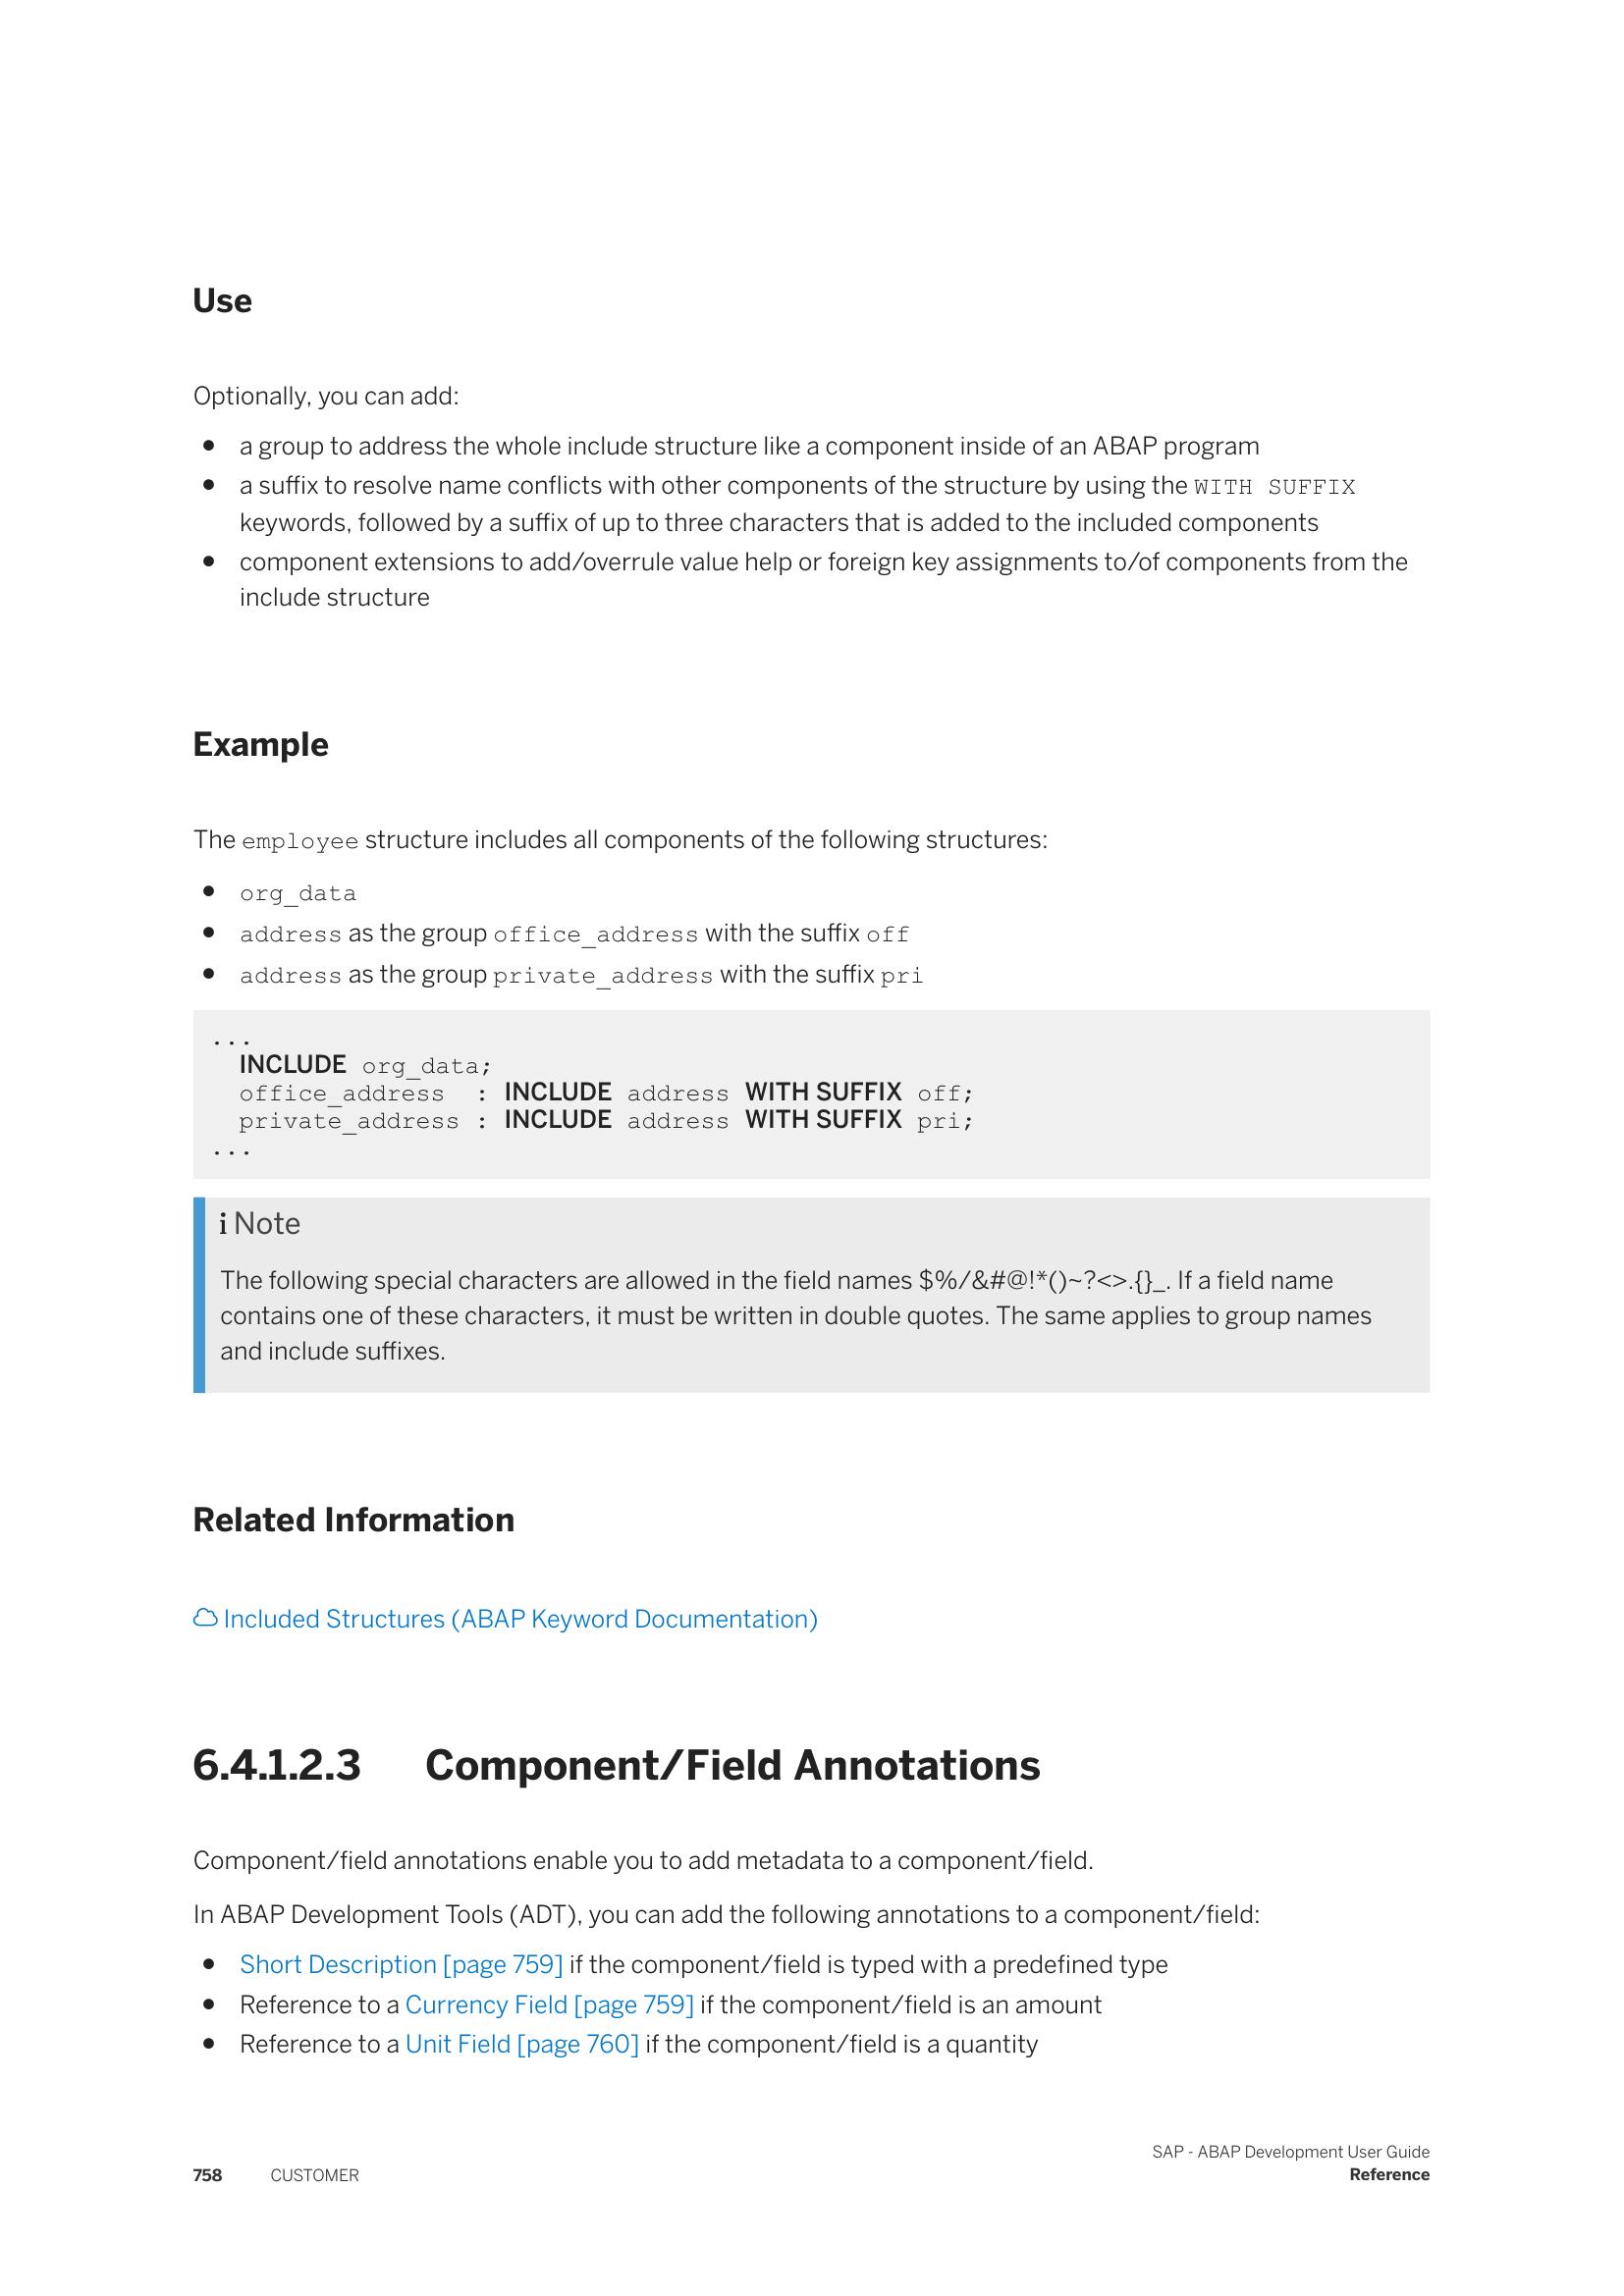 Use
Optionally, you can add:
● a group to address the whole include structure like a component inside of an ABAP program
● a suffix to resolve name conflicts with other components of the structure by using the WITH SUFFIX
keywords, followed by a suffix of up to three characters that is added to the included components
● component extensions to add/overrule value help or foreign key assignments to/of components from the
include structure
Example
The employee structure includes all components of the following structures:
● org_data
● address as the group office_address with the suffix off
● address as the group private_address with the suffix pri
...
INCLUDE org_data;
office_address : INCLUDE address WITH SUFFIX off;
private_address : INCLUDE address WITH SUFFIX pri;
...
i Note
The following special characters are allowed in the field names $%/&#@!*()~?<>.{}_. If a field name
contains one of these characters, it must be written in double quotes. The same applies to group names
and include suffixes.
Related Information
Included Structures (ABAP Keyword Documentation)
6.4.1.2.3 Component/Field Annotations
Component/field annotations enable you to add metadata to a component/field.
In ABAP Development Tools (ADT), you can add the following annotations to a component/field:
● Short Description [page 759] if the component/field is typed with a predefined type
● Reference to a Currency Field [page 759] if the component/field is an amount
● Reference to a Unit Field [page 760] if the component/field is a quantity
SAP - ABAP Development User Guide
758 CUSTOMER Reference